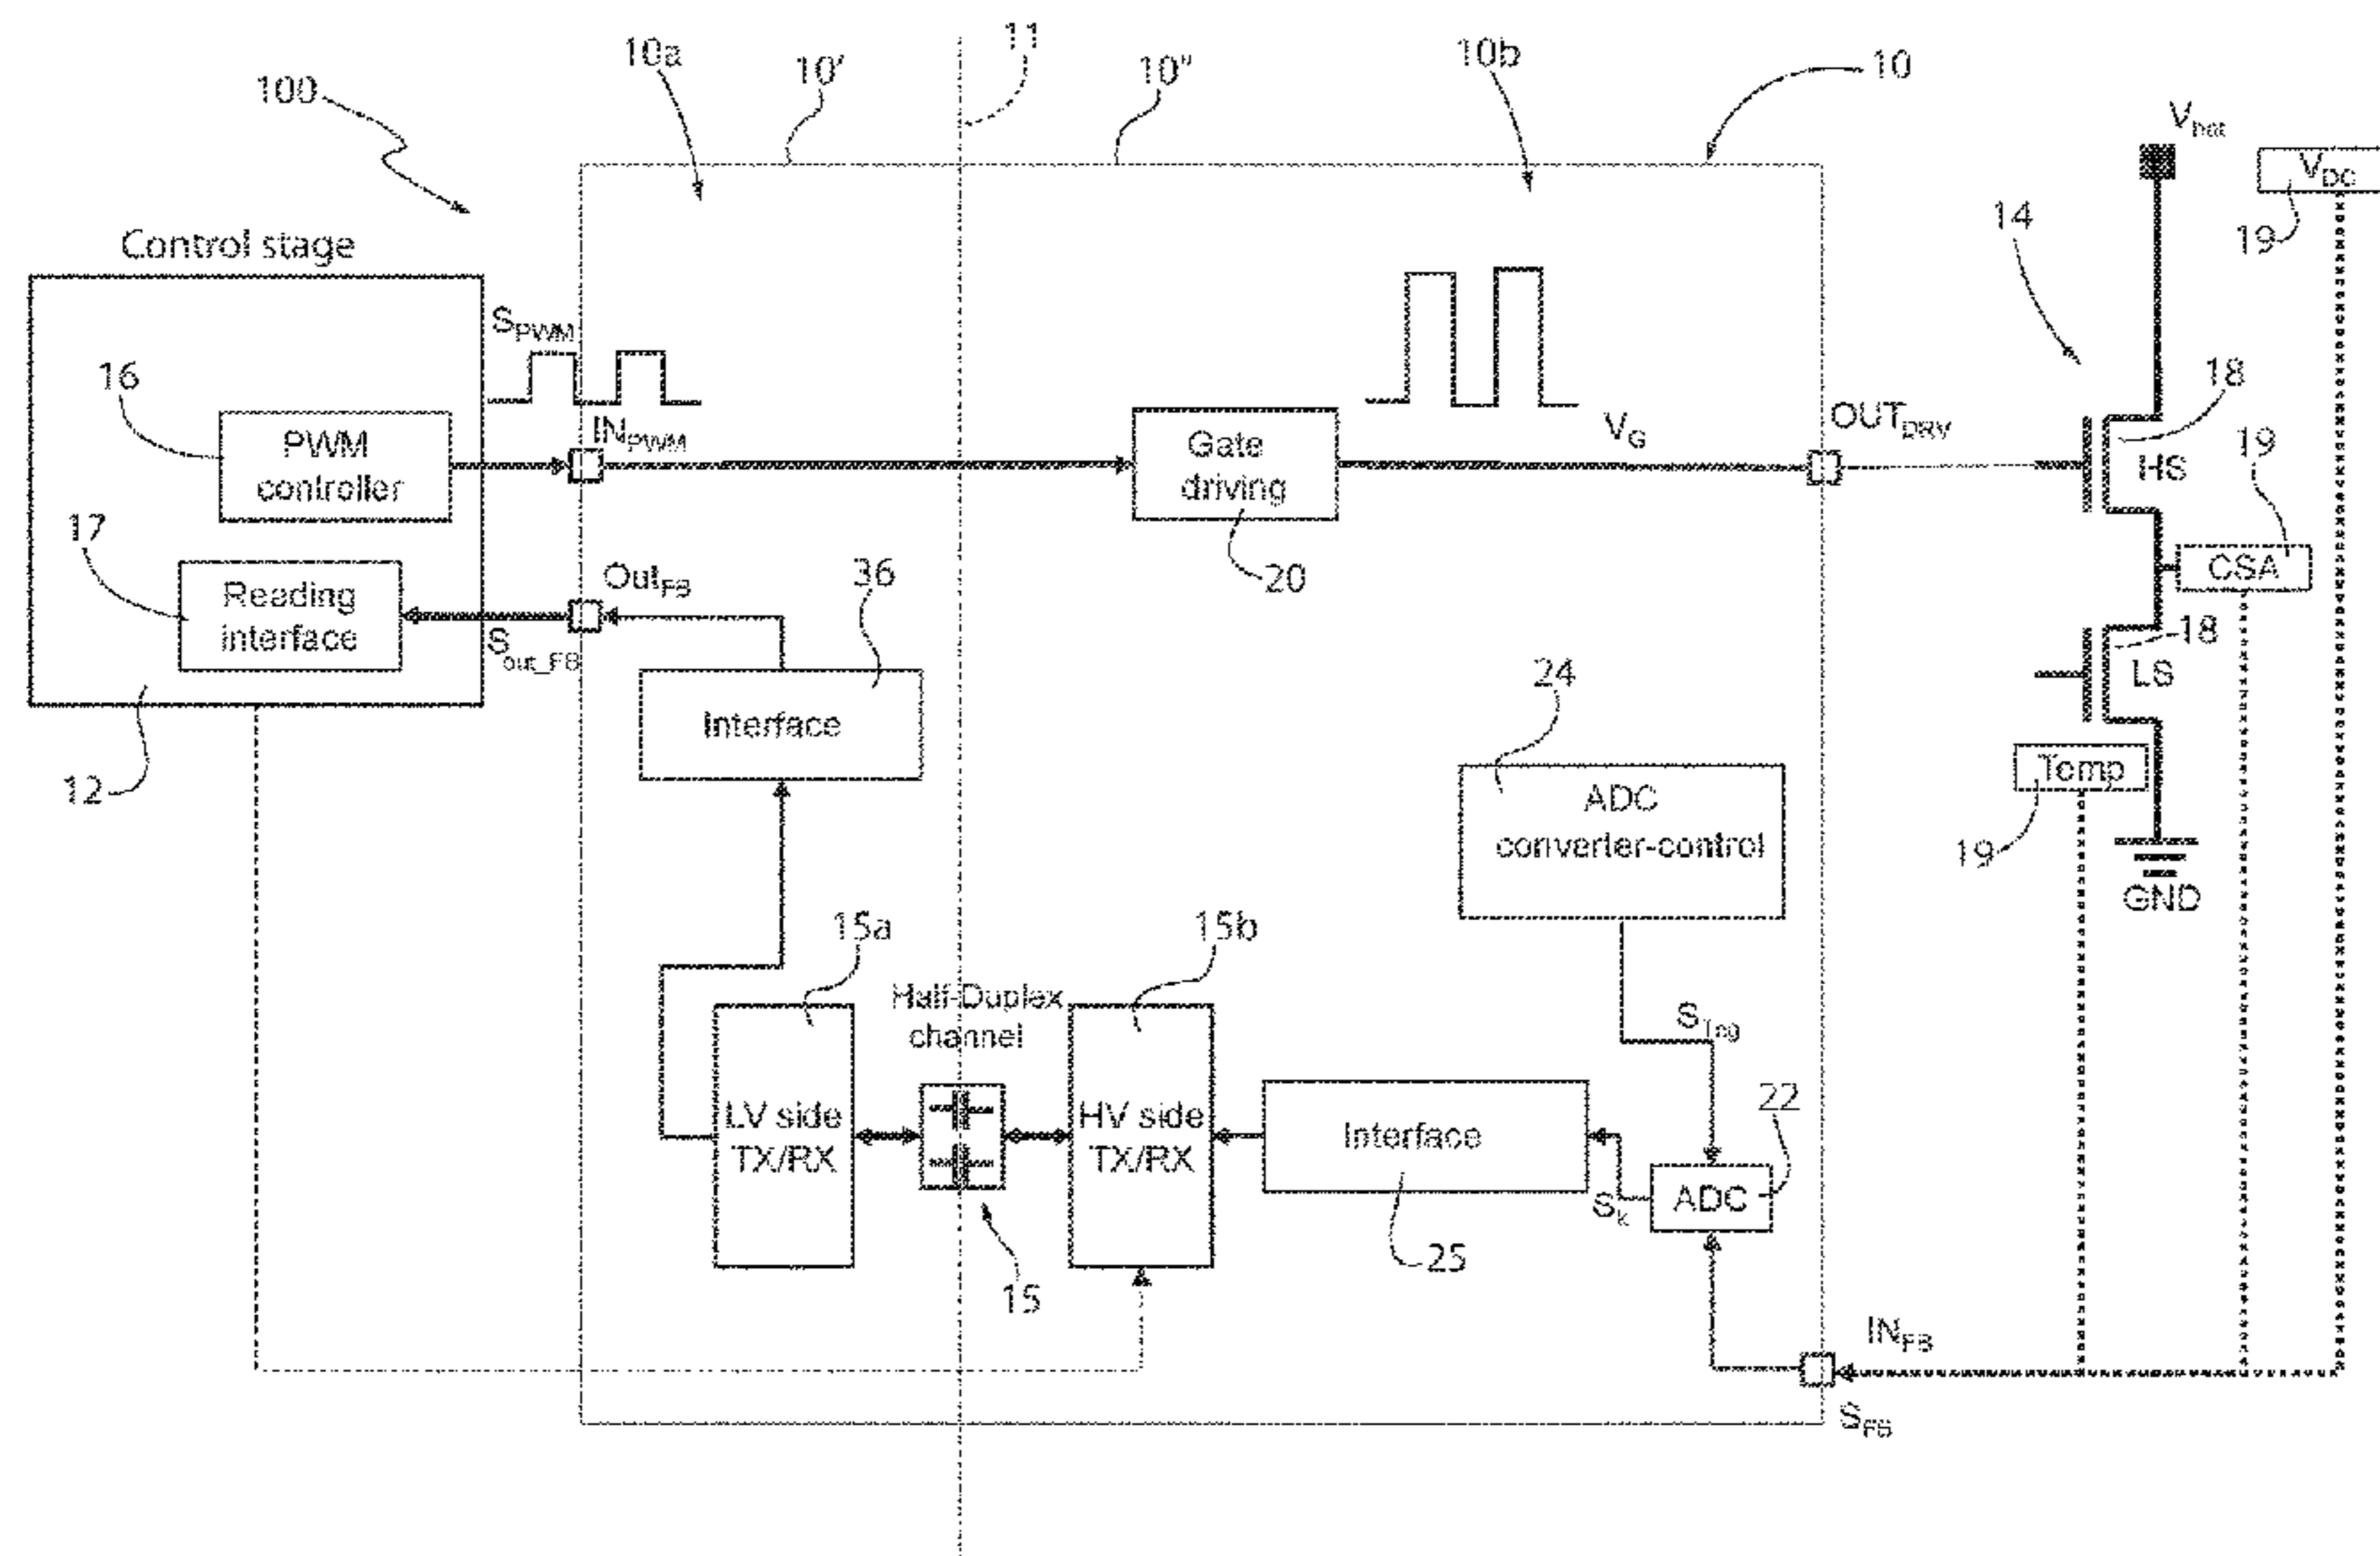 100
10a
10′
11
10″
10b
10
V_bat
V_DC
19
14
Control stage
S_PWM
16
PWM
controller
IN_PWM
Gate
driving
20
V_G
OUT_DRV
18
HS
19
CSA
17
Reading
interface
Out_FB
S_out_FB
36
Interface
12
24
ADC
converter-control
18
LS
Temp
19
GND
15a
Half-Duplex
channel
15b
S_Trig
LV side
TX/RX
HV side
TX/RX
Interface
22
ADC
S_k
25
15
IN_FB
S_FB